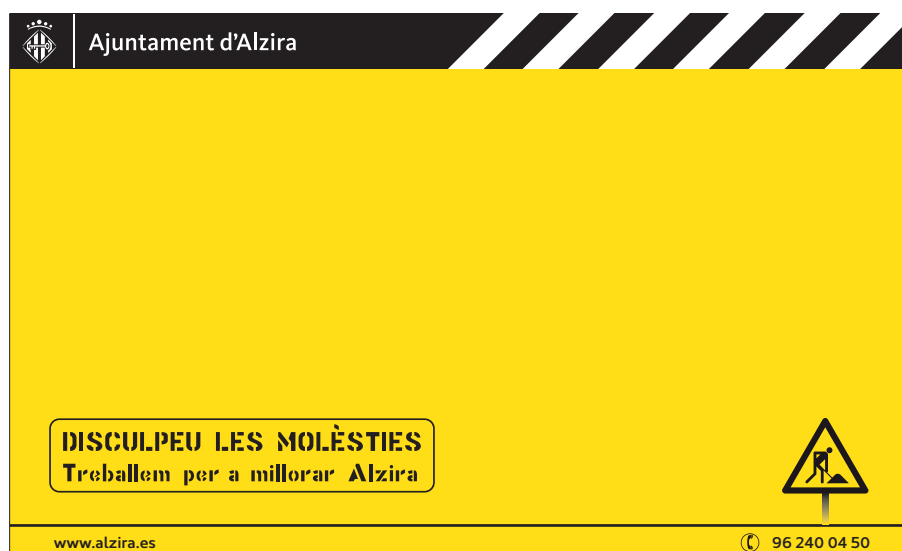 Ajuntament d'Alzira
DISCULPEU LES MOLÈSTIES
Treballem per a millorar Alzira
www.alzira.es
96 240 04 50